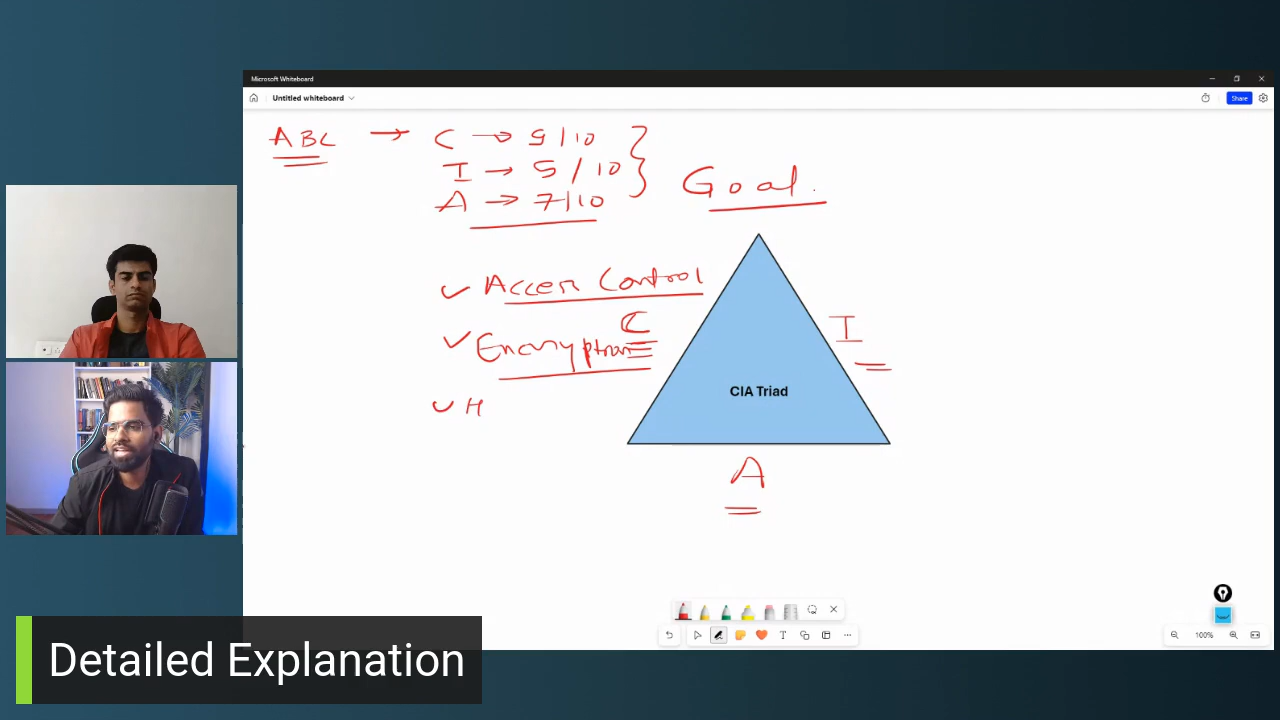 Microsoft Whiteboard
Untitled whiteboard
Share
ABC → C → 9/10
I → 5/10
A → 7/10
Goal.
✓ Access Control
C
✓ Encryption
✓ H
I
CIA Triad
A
100%
Detailed Explanation